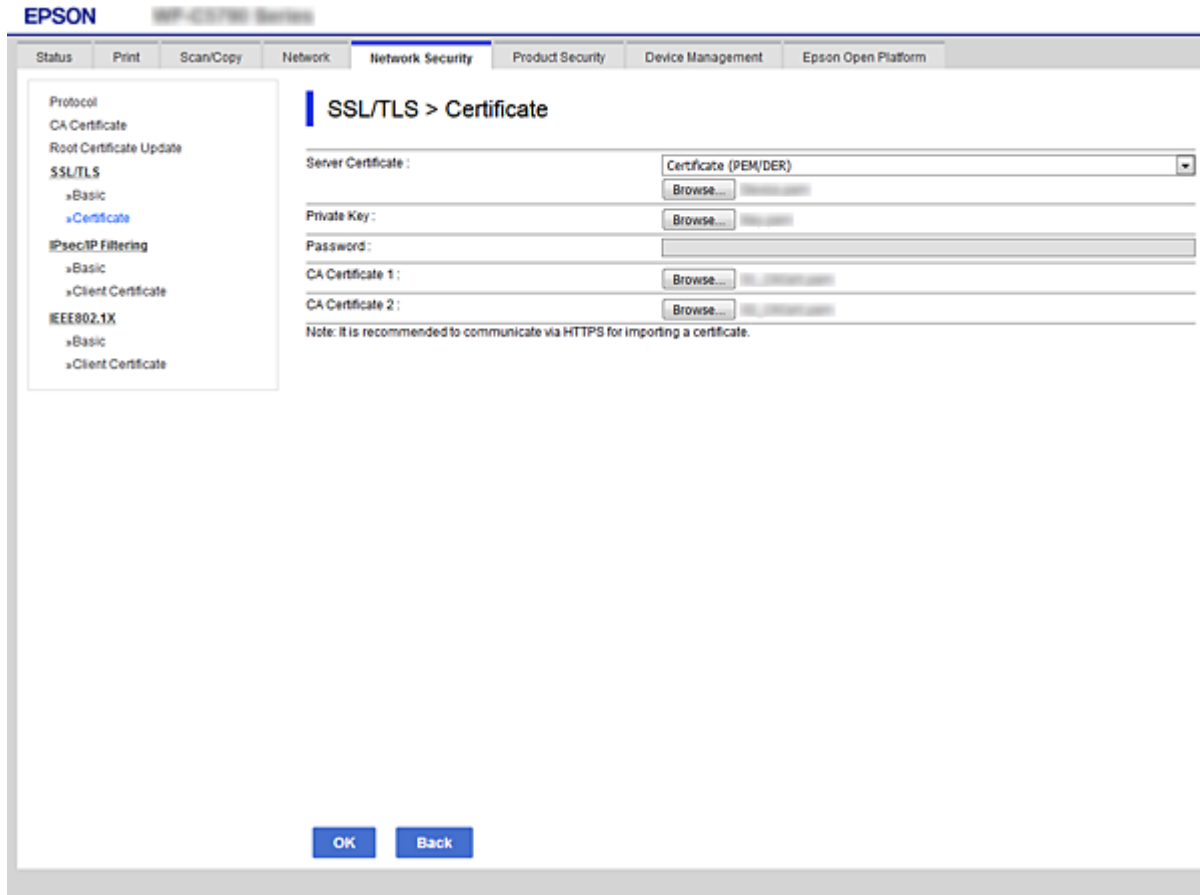 EPSON
Status Print Scan/Copy Network Network Security Product Security Device Management Epson Open Platform
Protocol
CA Certificate
Root Certificate Update
SSL/TLS
»Basic
»Certificate
IPsec/IP Filtering
»Basic
»Client Certificate
IEEE802.1X
»Basic
»Client Certificate
SSL/TLS > Certificate
Server Certificate : Certificate (PEM/DER)
Browse...
Private Key : Browse...
Password :
CA Certificate 1 : Browse...
CA Certificate 2 : Browse...
Note: It is recommended to communicate via HTTPS for importing a certificate.
OK Back